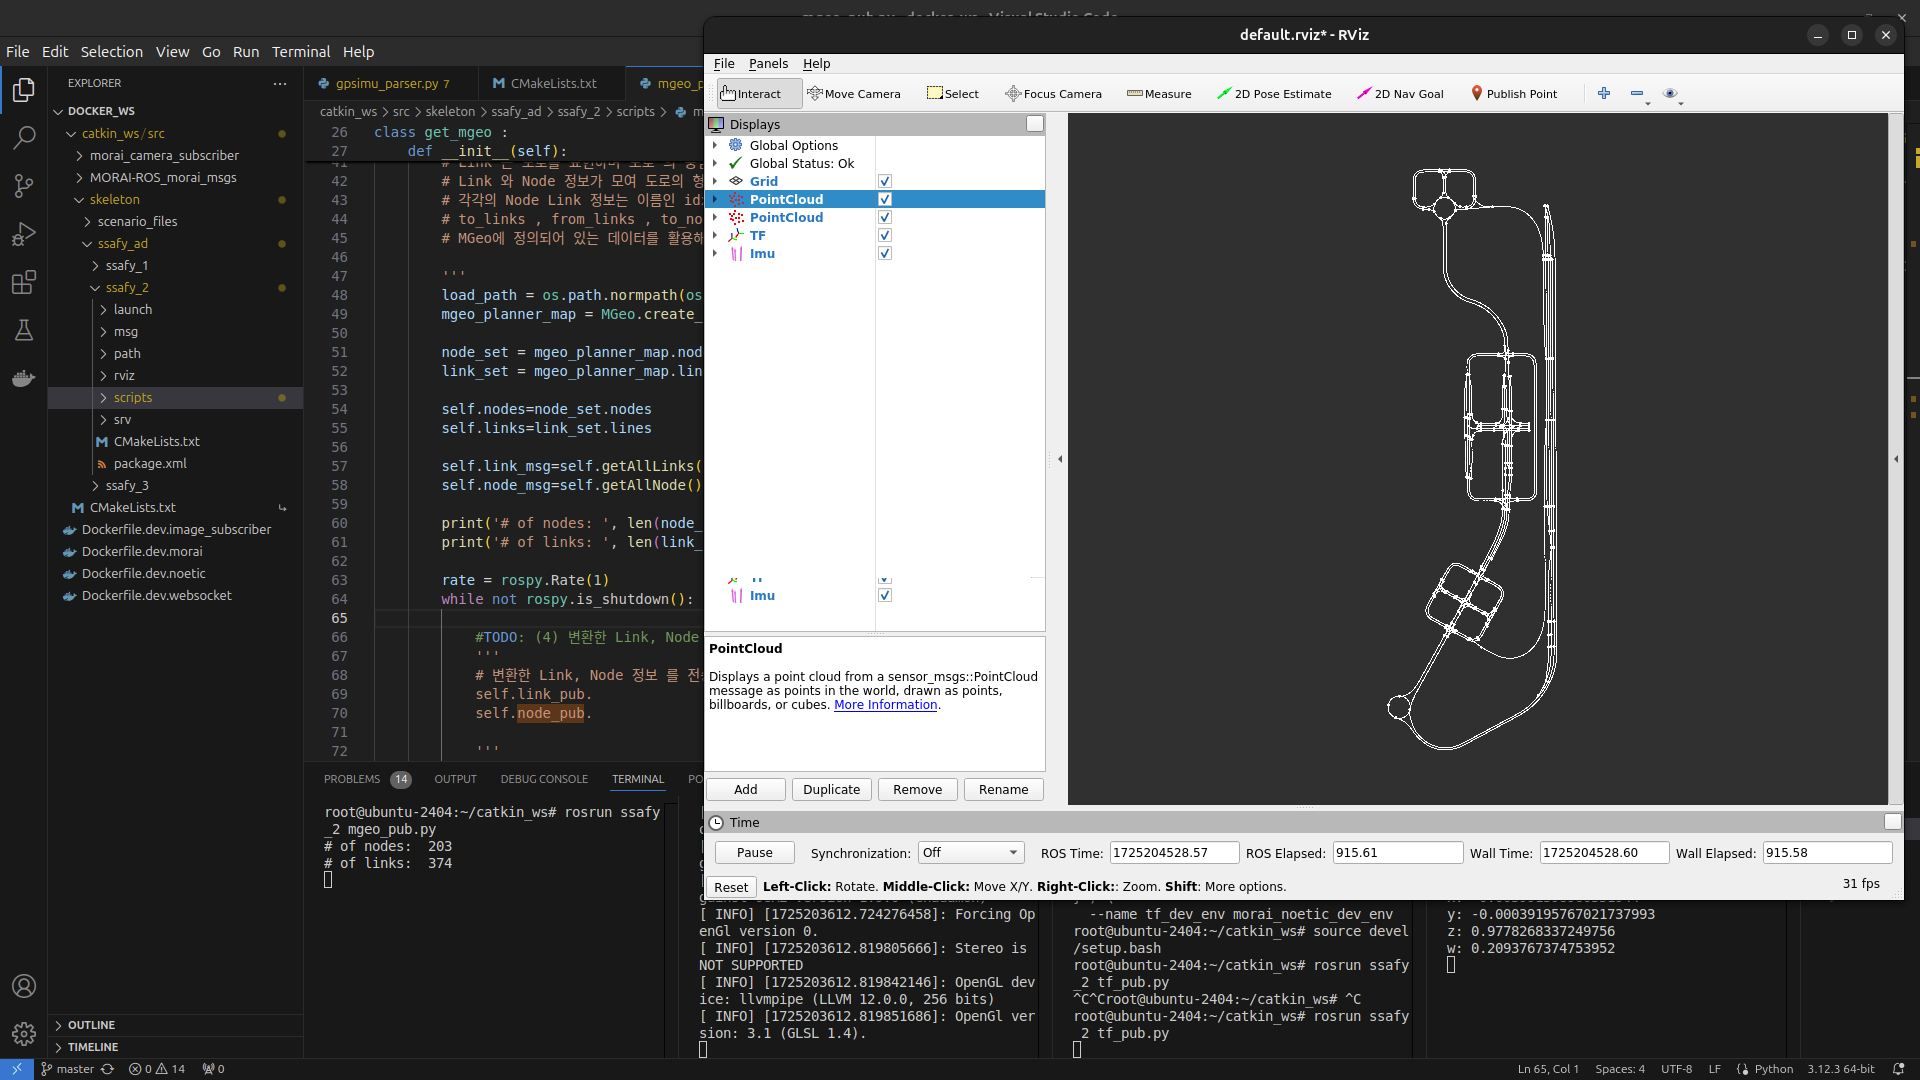 default.rviz* - RViz
File Edit Selection View Go Run Terminal Help
File Panels Help
Interact Move Camera Select Focus Camera Measure 2D Pose Estimate 2D Nav Goal Publish Point
EXPLORER
DOCKER_WS
catkin_ws/src
morai_camera_subscriber
MORAI-ROS_morai_msgs
skeleton
scenario_files
ssafy_ad
ssafy_1
ssafy_2
launch
msg
path
rviz
scripts
srv
CMakeLists.txt
package.xml
ssafy_3
CMakeLists.txt
Dockerfile.dev.image_subscriber
Dockerfile.dev.morai
Dockerfile.dev.noetic
Dockerfile.dev.websocket
OUTLINE
TIMELINE
gpsimu_parser.py 7
CMakeLists.txt
mgeo_p
catkin_ws > src > skeleton > ssafy_ad > ssafy_2 > scripts >
26 class get_mgeo :
27 def __init__(self):
42 # Link 와 Node 정보가 모여 도로의 형
43 # 각각의 Node Link 정보는 이름인 id
44 # to_links , from_links , to_no
45 # MGeo에 정의되어 있는 데이터를 활용해
46
47 '''
48 load_path = os.path.normpath(os
49 mgeo_planner_map = MGeo.create_
50
51 node_set = mgeo_planner_map.nod
52 link_set = mgeo_planner_map.lin
53
54 self.nodes=node_set.nodes
55 self.links=link_set.lines
56
57 self.link_msg=self.getAllLinks(
58 self.node_msg=self.getAllNode()
59
60 print('# of nodes: ', len(node_
61 print('# of links: ', len(link_
62
63 rate = rospy.Rate(1)
64 while not rospy.is_shutdown():
65
66 #TODO: (4) 변환한 Link, Node
67 '''
68 # 변환한 Link, Node 정보 를 전
69 self.link_pub.
70 self.node_pub.
71
72 '''
PROBLEMS 14 OUTPUT DEBUG CONSOLE TERMINAL PO
root@ubuntu-2404:~/catkin_ws# rosrun ssafy
_2 mgeo_pub.py
# of nodes:  203
# of links:  374
Displays
Global Options
Global Status: Ok
Grid
PointCloud
PointCloud
TF
Imu
Imu
PointCloud
Displays a point cloud from a sensor_msgs::PointCloud
message as points in the world, drawn as points,
billboards, or cubes. More Information.
Add Duplicate Remove Rename
Time
Pause Synchronization: Off ROS Time: 1725204528.57 ROS Elapsed: 915.61 Wall Time: 1725204528.60 Wall Elapsed: 915.58
Reset Left-Click: Rotate. Middle-Click: Move X/Y. Right-Click:: Zoom. Shift: More options.
31 fps
[ INFO] [1725203612.724276458]: Forcing Op
enGl version 0.
[ INFO] [1725203612.819805666]: Stereo is
NOT SUPPORTED
[ INFO] [1725203612.819842146]: OpenGL dev
ice: llvmpipe (LLVM 12.0.0, 256 bits)
[ INFO] [1725203612.819851686]: OpenGl ver
sion: 3.1 (GLSL 1.4).
--name tf_dev_env morai_noetic_dev_env
root@ubuntu-2404:~/catkin_ws# source devel
/setup.bash
root@ubuntu-2404:~/catkin_ws# rosrun ssafy
_2 tf_pub.py
^C^Croot@ubuntu-2404:~/catkin_ws# ^C
root@ubuntu-2404:~/catkin_ws# rosrun ssafy
_2 tf_pub.py
y: -0.00039195767021737993
z: 0.9778268337249756
w: 0.2093767374753952
master 0 14 0
Ln 65, Col 1 Spaces: 4 UTF-8 LF Python 3.12.3 64-bit